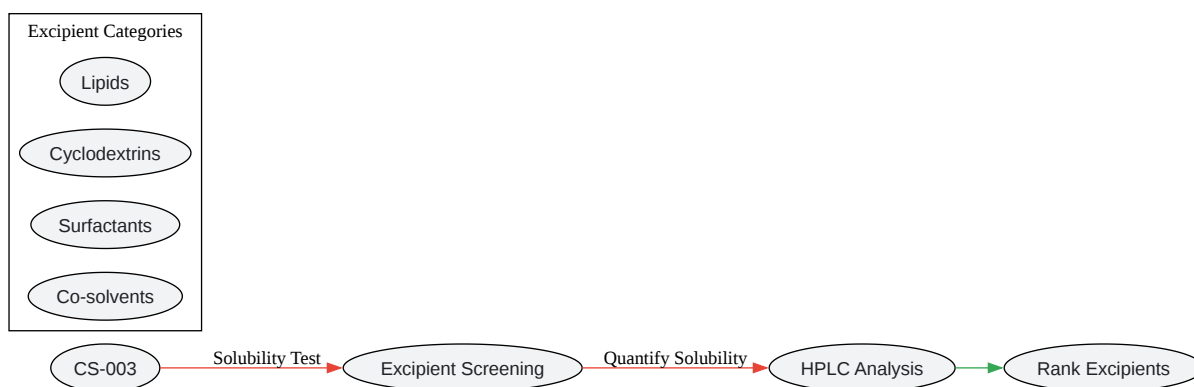 Excipient Categories
Lipids
Cyclodextrins
Surfactants
Co-solvents
CS-003
Solubility Test
Excipient Screening
Quantify Solubility
HPLC Analysis
Rank Excipients